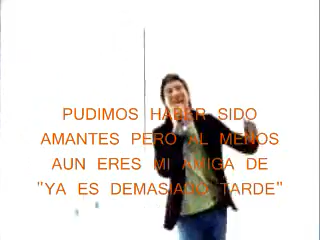 PUDIMOS HABER SIDO
AMANTES PERO AL MENOS
AUN ERES MI AMIGA DE
"YA ES DEMASIADO TARDE"